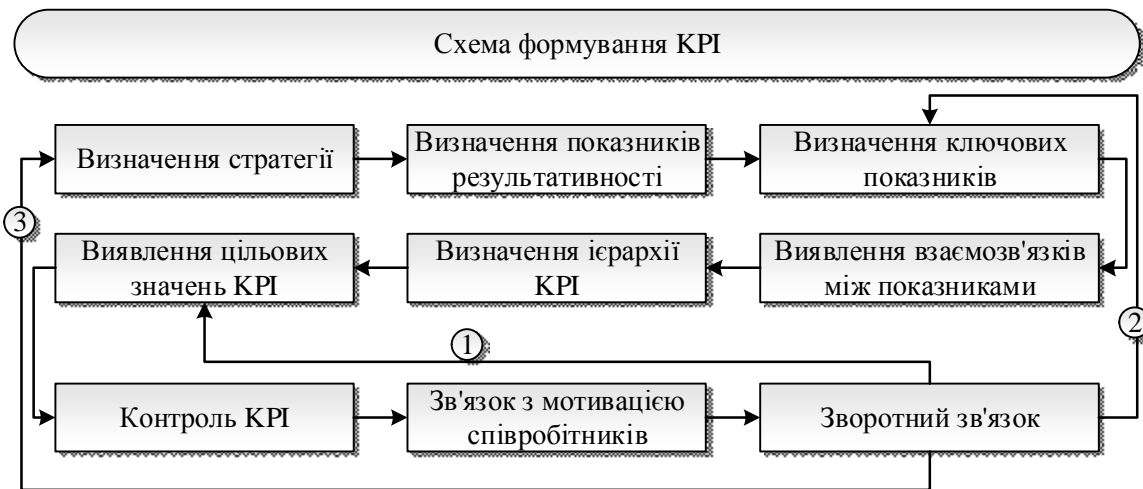 Схема формування KPI
Визначення стратегії
Визначення показників
результативності
Визначення ключових
показників
3
Виявлення цільових
значень KPI
Визначення ієрархії
KPI
Виявлення взаємозв'язків
між показниками
1
2
Контроль KPI
Зв'язок з мотивацією
співробітників
Зворотний зв'язок